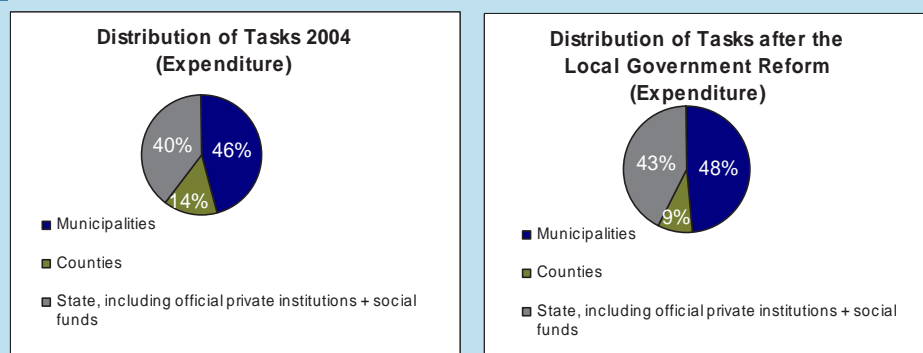 Distribution of Tasks 2004
(Expenditure)
40%
46%
14%
Municipalities
Counties
State, including official private institutions + social
funds
Distribution of Tasks after the
Local Government Reform
(Expenditure)
43%
48%
9%
Municipalities
Counties
State, including official private institutions + social
funds